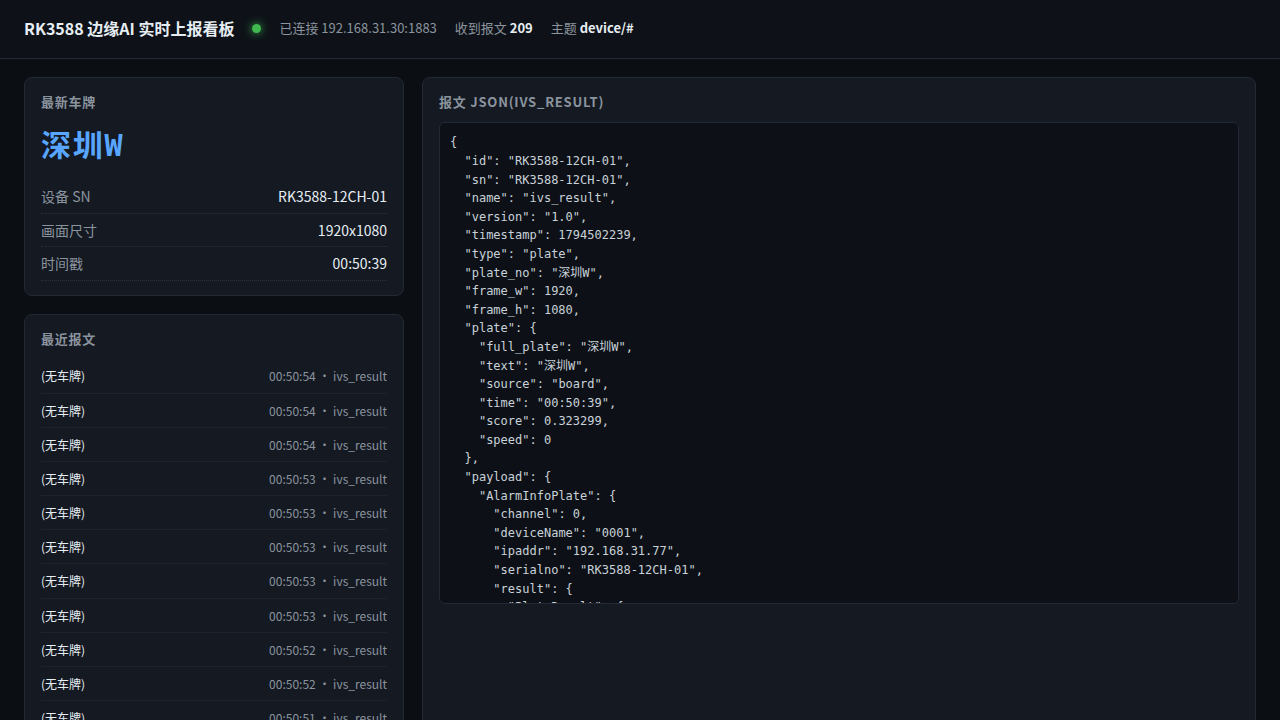 RK3588 边缘AI 实时上报看板
已连接 192.168.31.30:1883 收到报文 209 主题 device/#
最新车牌
深圳W
设备 SN RK3588-12CH-01
画面尺寸 1920x1080
时间戳 00:50:39
最近报文
(无车牌) 00:50:54 · ivs_result
(无车牌) 00:50:54 · ivs_result
(无车牌) 00:50:54 · ivs_result
(无车牌) 00:50:53 · ivs_result
(无车牌) 00:50:53 · ivs_result
(无车牌) 00:50:53 · ivs_result
(无车牌) 00:50:53 · ivs_result
(无车牌) 00:50:53 · ivs_result
(无车牌) 00:50:52 · ivs_result
(无车牌) 00:50:52 · ivs_result
(无车牌) 00:50:51 · ivs_result
报文 JSON(IVS_RESULT)
{
"id": "RK3588-12CH-01",
"sn": "RK3588-12CH-01",
"name": "ivs_result",
"version": "1.0",
"timestamp": 1794502239,
"type": "plate",
"plate_no": "深圳W",
"frame_w": 1920,
"frame_h": 1080,
"plate": {
"full_plate": "深圳W",
"text": "深圳W",
"source": "board",
"time": "00:50:39",
"score": 0.323299,
"speed": 0
},
"payload": {
"AlarmInfoPlate": {
"channel": 0,
"deviceName": "0001",
"ipaddr": "192.168.31.77",
"serialno": "RK3588-12CH-01",
"result": {